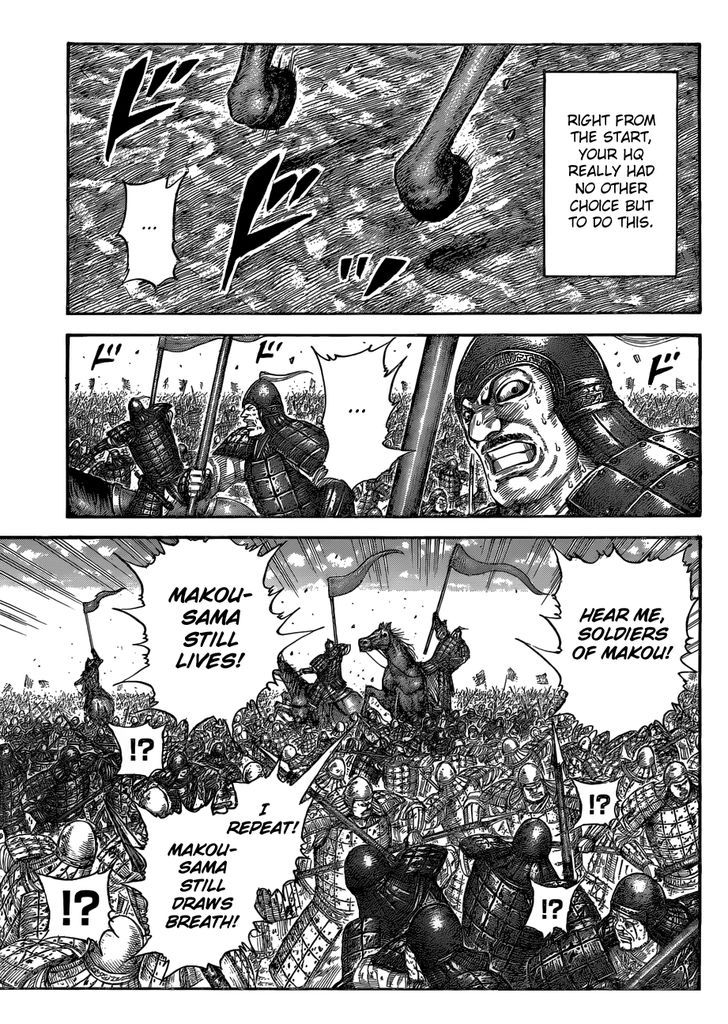 RIGHT FROM
THE START,
YOUR HQ
REALLY HAD
NO OTHER
CHOICE BUT
TO DO THIS.
ド
ド
ド
...
ド
ド
ド
...
HEAR ME,
SOLDIERS
OF MAKOU!
MAKOU-
SAMA
STILL
LIVES!
!?
!?
I
REPEAT!
MAKOU-
SAMA
STILL
DRAWS
BREATH!
!?
!?